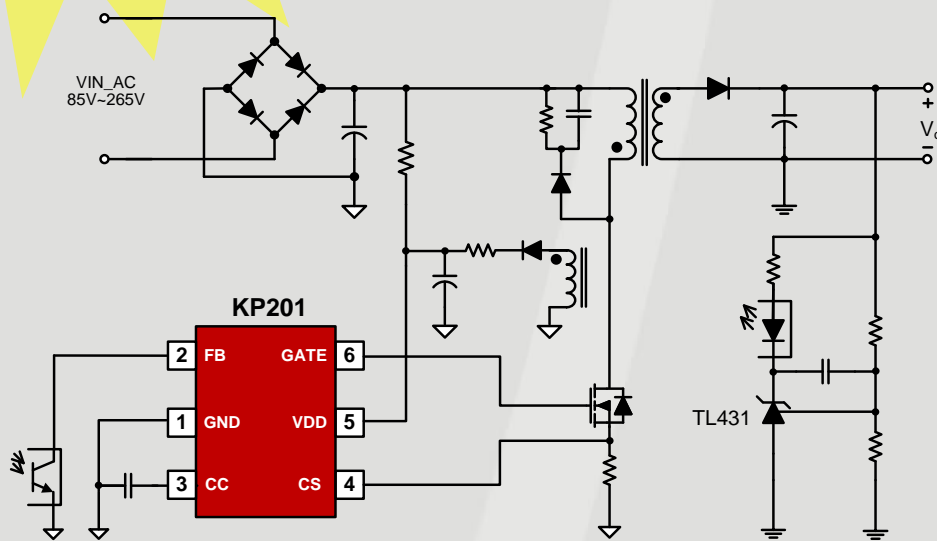 VIN_AC
85V~265V
+
V
−
KP201
2 FB GATE 6
1 GND VDD 5
3 CC CS 4
TL431